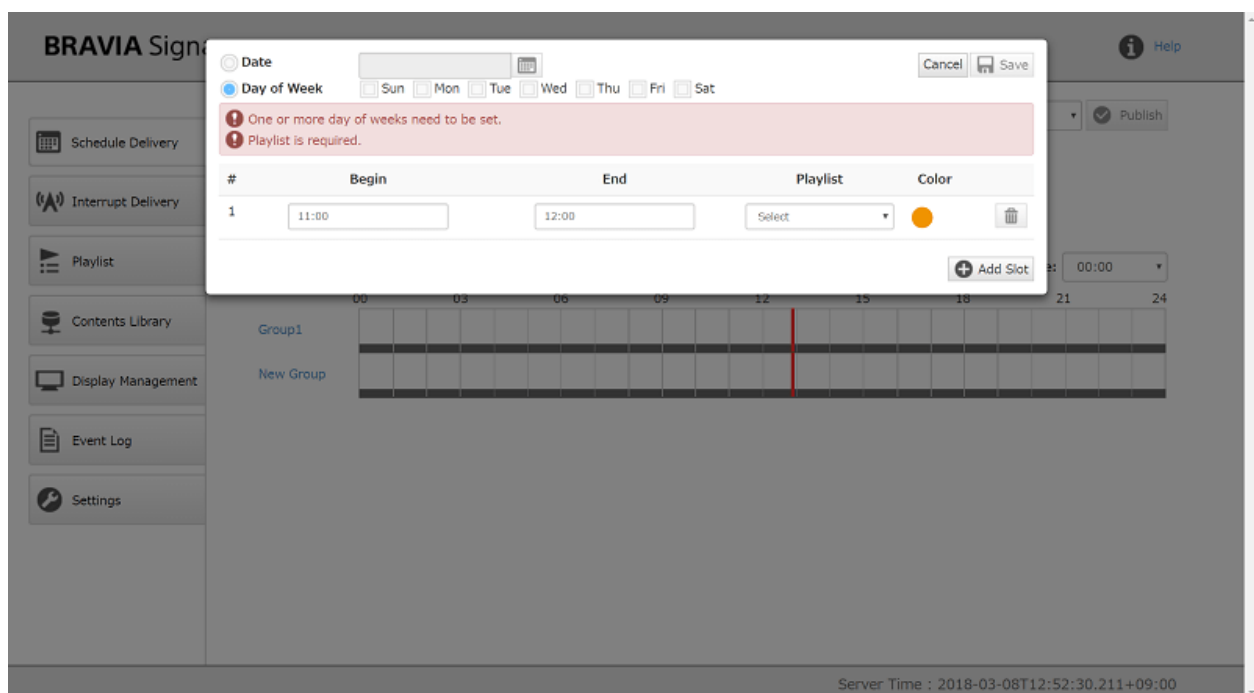 BRAVIA Signa
Help
Date
Cancel
Save
Day of Week
Sun
Mon
Tue
Wed
Thu
Fri
Sat
One or more day of weeks need to be set.
Playlist is required.
Publish
# Begin End Playlist Color
1 11:00 12:00 Select
Add Slot
Schedule Delivery
Interrupt Delivery
Playlist
Contents Library
Display Management
Event Log
Settings
00:00
00 03 06 09 12 15 18 21 24
Group1
New Group
Server Time : 2018-03-08T12:52:30.211+09:00